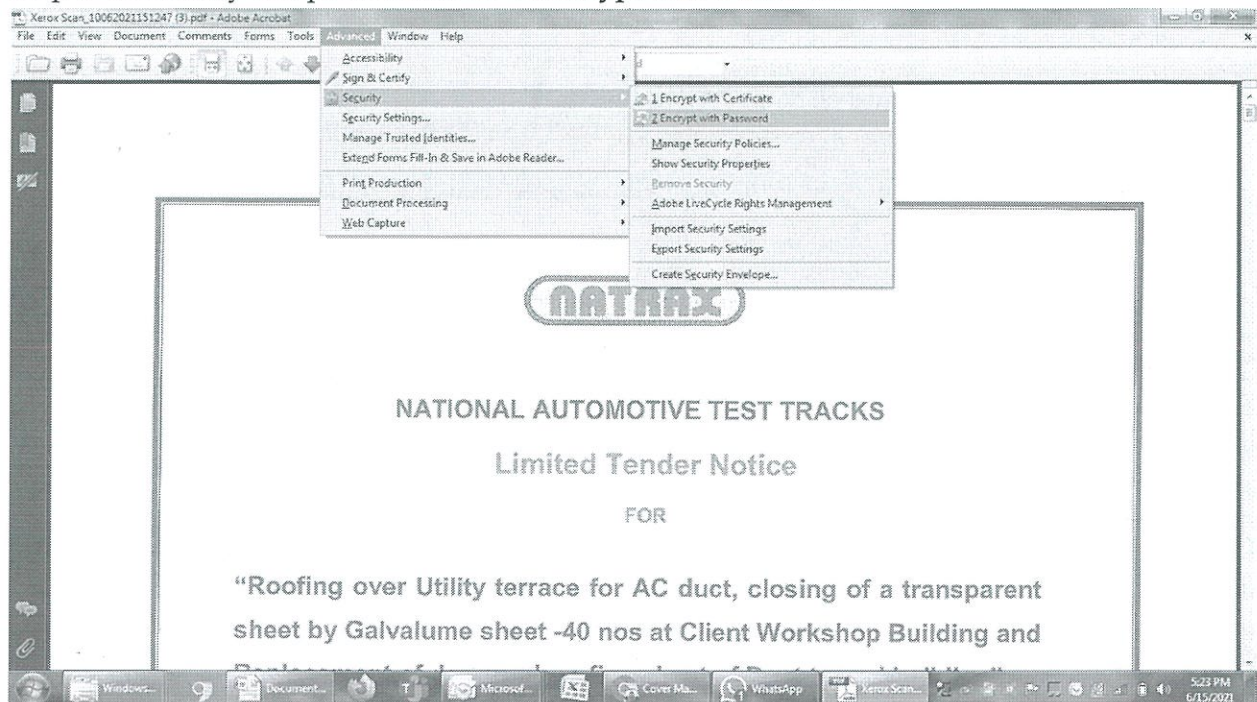 Xerox Scan_10062021151247 (3).pdf - Adobe Acrobat
File Edit View Document Comments Forms Tools Advanced Window Help
Accessibility
Sign & Certify
Security
Security Settings...
Manage Trusted Identities...
Extend Forms Fill-In & Save in Adobe Reader...
Print Production
Document Processing
Web Capture
1 Encrypt with Certificate
2 Encrypt with Password
Manage Security Policies...
Show Security Properties
Remove Security
Adobe LiveCycle Rights Management
Import Security Settings
Export Security Settings
Create Security Envelope...
NATRAX
NATIONAL AUTOMOTIVE TEST TRACKS
Limited Tender Notice
FOR
“Roofing over Utility terrace for AC duct, closing of a transparent
sheet by Galvalume sheet -40 nos at Client Workshop Building and
Windows... Document... Microsof... Cover Ma... WhatsApp Xerox Scan... 5:23 PM
6/15/2021